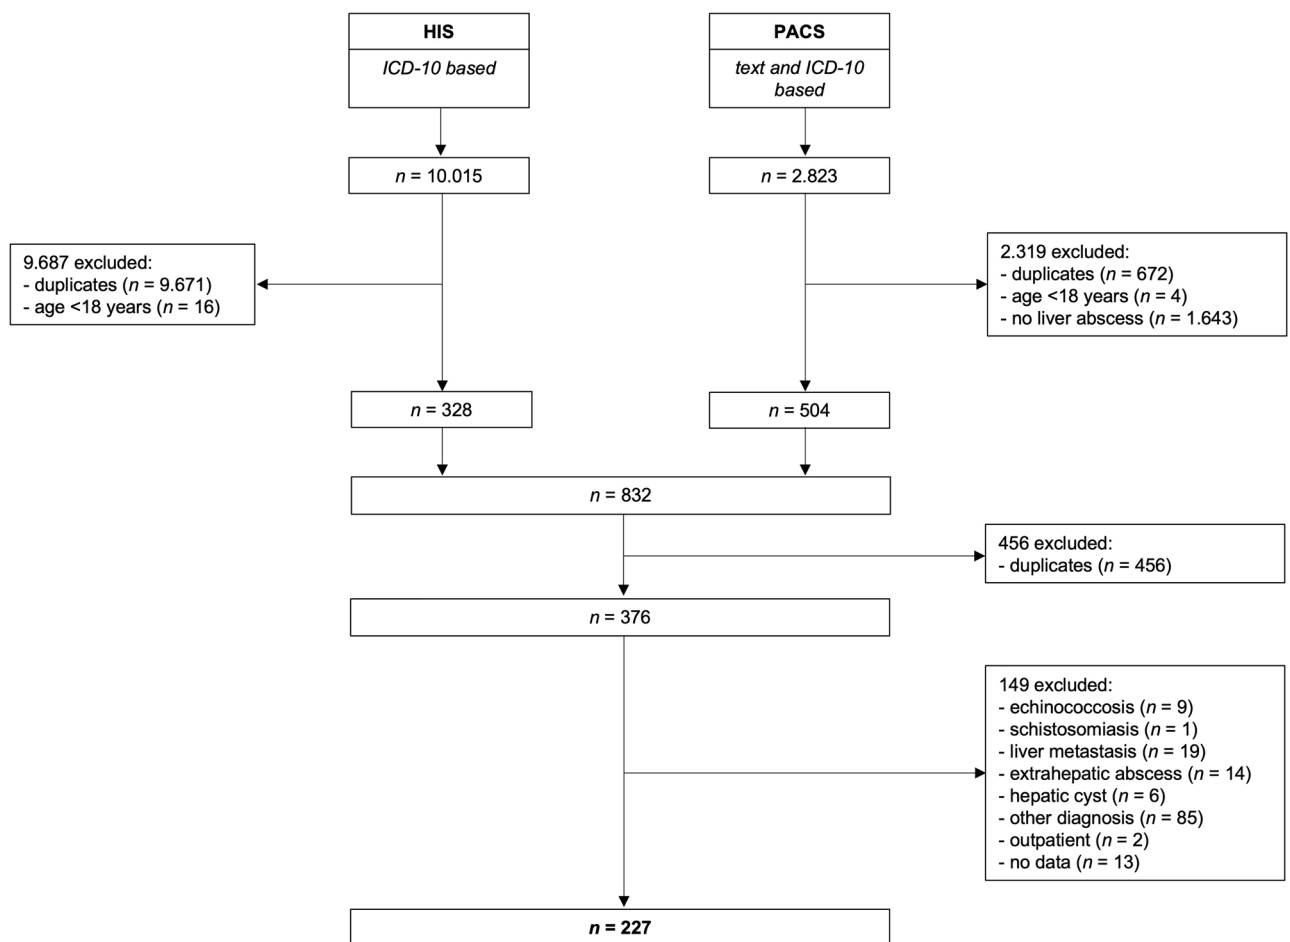 HIS
ICD-10 based
PACS
text and ICD-10
based
n = 10.015
n = 2.823
9.687 excluded:
- duplicates (n = 9.671)
- age <18 years (n = 16)
2.319 excluded:
- duplicates (n = 672)
- age <18 years (n = 4)
- no liver abscess (n = 1.643)
n = 328
n = 504
n = 832
456 excluded:
- duplicates (n = 456)
n = 376
149 excluded:
- echinococcosis (n = 9)
- schistosomiasis (n = 1)
- liver metastasis (n = 19)
- extrahepatic abscess (n = 14)
- hepatic cyst (n = 6)
- other diagnosis (n = 85)
- outpatient (n = 2)
- no data (n = 13)
n = 227